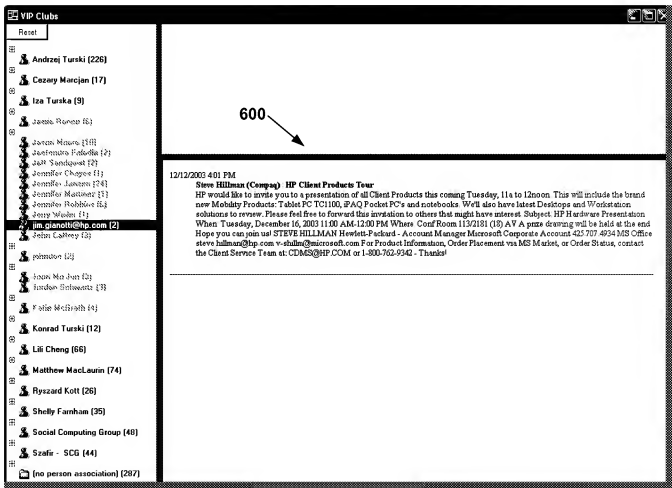 VIP Clubs
Reset
Andrzej Turski (226)
Cezary Marcjan (17)
Iza Turska (9)
jim.gianotti@hp.com (2)
Konrad Turski (12)
Lili Cheng (66)
Matthew MacLaurin (74)
Ryszard Kott (26)
Shelly Farnham (35)
Social Computing Group (48)
Szafir - SCG (44)
(no person association) (287)
600
12/12/2003 4:01 PM
Steve Hillman (Compaq) HP Client Products Tour
HP would like to invite you to a presentation of all Client Products this coming Tuesday, 11a to 12noon. This will include the brand
new Mobility Products: Tablet PC TC1100, iPAQ Pocket PC's and notebooks. We'll also have latest Desktops and Workstation
solutions to review. Please feel free to forward this invitation to others that might have interest. Subject: HP Hardware Presentation
When: Tuesday, December 16, 2003 11:00 AM-12:00 PM Where: Conf Room 113/2181 (18) AV A prize drawing will be held at the end
Hope you can join us! STEVE HILLMAN Hewlett-Packard - Account Manager Microsoft Corporate Account 425.707.4934 MS Office
steve hillman@hp.com v-shillm@microsoft.com For Product Information, Order Placement via MS Market, or Order Status, contact
the Client Service Team at: CDMS@HP.COM or 1-800-762-9342 - Thanks!